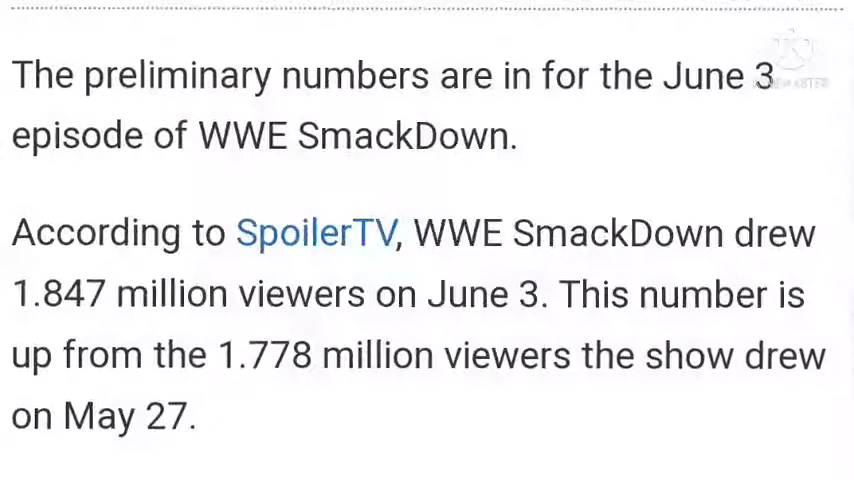 The preliminary numbers are in for the June 3
episode of WWE SmackDown.
According to SpoilerTV, WWE SmackDown drew
1.847 million viewers on June 3. This number is
up from the 1.778 million viewers the show drew
on May 27.